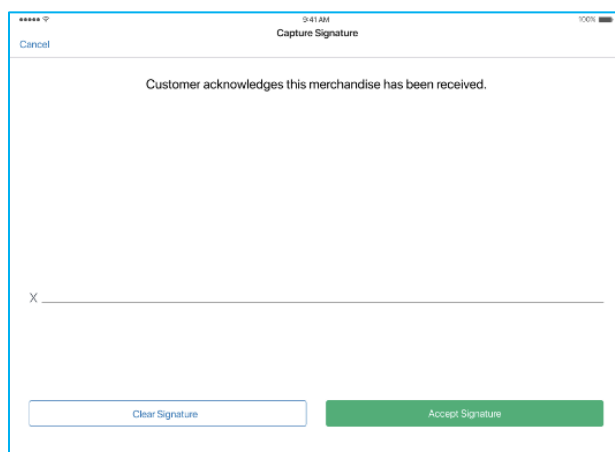 9:41 AM
100%
Capture Signature
Cancel
Customer acknowledges this merchandise has been received.
X
Clear Signature
Accept Signature